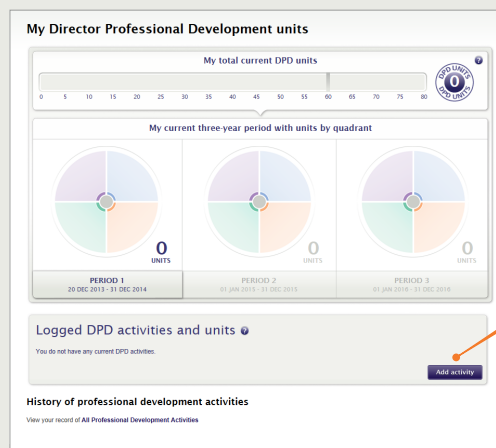 My Director Professional Development units
My total current DPD units
0 5 10 15 20 25 30 35 40 45 50 55 60 65 70 75 80
DPD UNITS
0
DPD UNITS
?
My current three-year period with units by quadrant
0 0 0
UNITS UNITS UNITS
PERIOD 1 PERIOD 2 PERIOD 3
20 DEC 2013 - 31 DEC 2014 01 JAN 2015 - 31 DEC 2015 01 JAN 2016 - 31 DEC 2016
Logged DPD activities and units ?
You do not have any current DPD activities.
Add activity
History of professional development activities
View your record of All Professional Development Activities